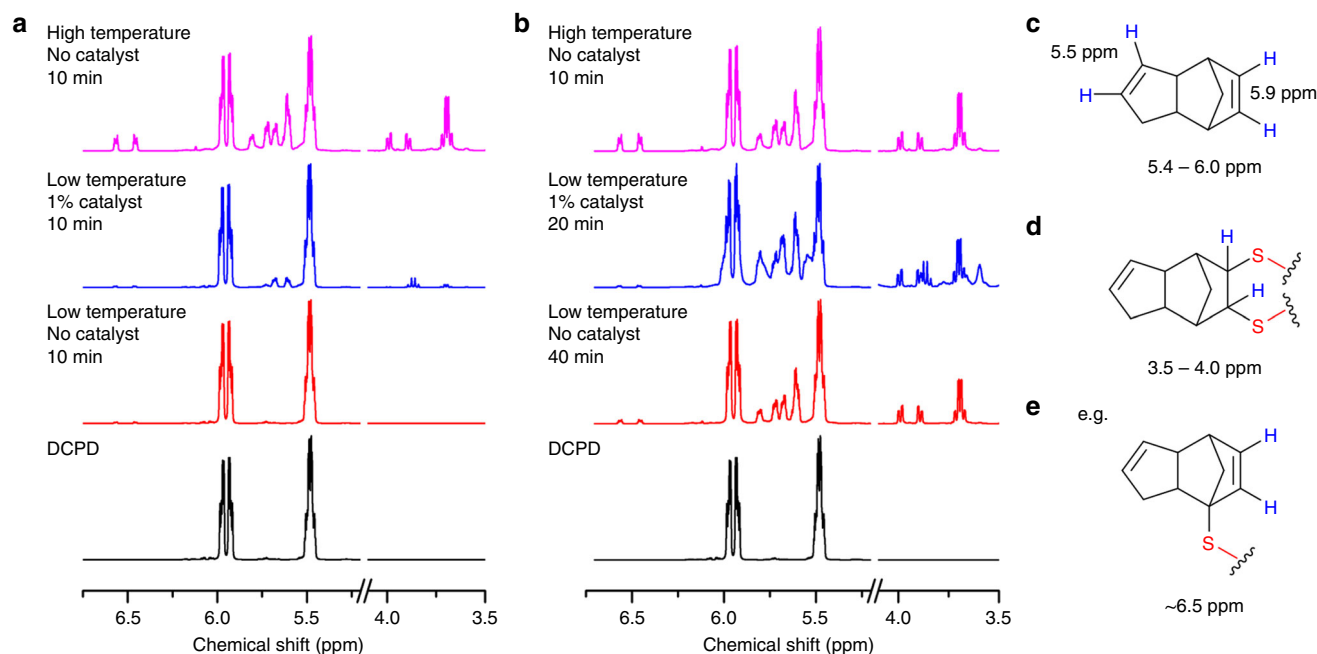 a
High temperature
No catalyst
10 min
Low temperature
1% catalyst
10 min
Low temperature
No catalyst
10 min
DCPD
6.5
6.0
5.5
4.0
3.5
Chemical shift (ppm)
b
High temperature
No catalyst
10 min
Low temperature
1% catalyst
20 min
Low temperature
No catalyst
40 min
DCPD
6.5
6.0
5.5
4.0
3.5
Chemical shift (ppm)
c
H
5.5 ppm
H
H
5.9 ppm
H
5.4 – 6.0 ppm
d
H
S
H
S
3.5 – 4.0 ppm
e
e.g.
H
H
S
~6.5 ppm